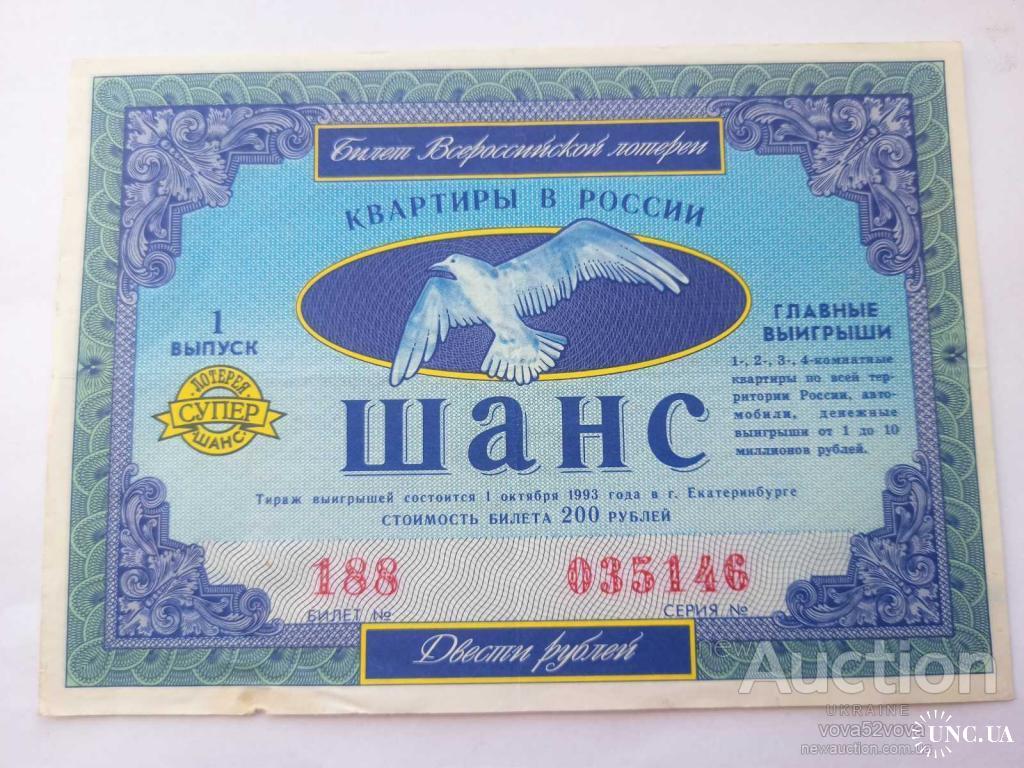 Билет Всероссийской лотереи
КВАРТИРЫ В РОССИИ
1
ВЫПУСК
ЛОТЕРЕЯ
СУПЕР
ШАНС
ГЛАВНЫЕ
ВЫИГРЫШИ
1-, 2-, 3-, 4-комнатные
квартиры по всей тер-
ритории России, авто-
мобили, денежные
выигрыши от 1 до 10
миллионов рублей.
шанс
Тираж выигрышей состоится 1 октября 1993 года в г. Екатеринбурге
СТОИМОСТЬ БИЛЕТА 200 РУБЛЕЙ
188 035146
БИЛЕТ № СЕРИЯ №
Двести рублей
new
Auction
UKRAINE
vova52vova
newauction.com.ua
UNC.UA